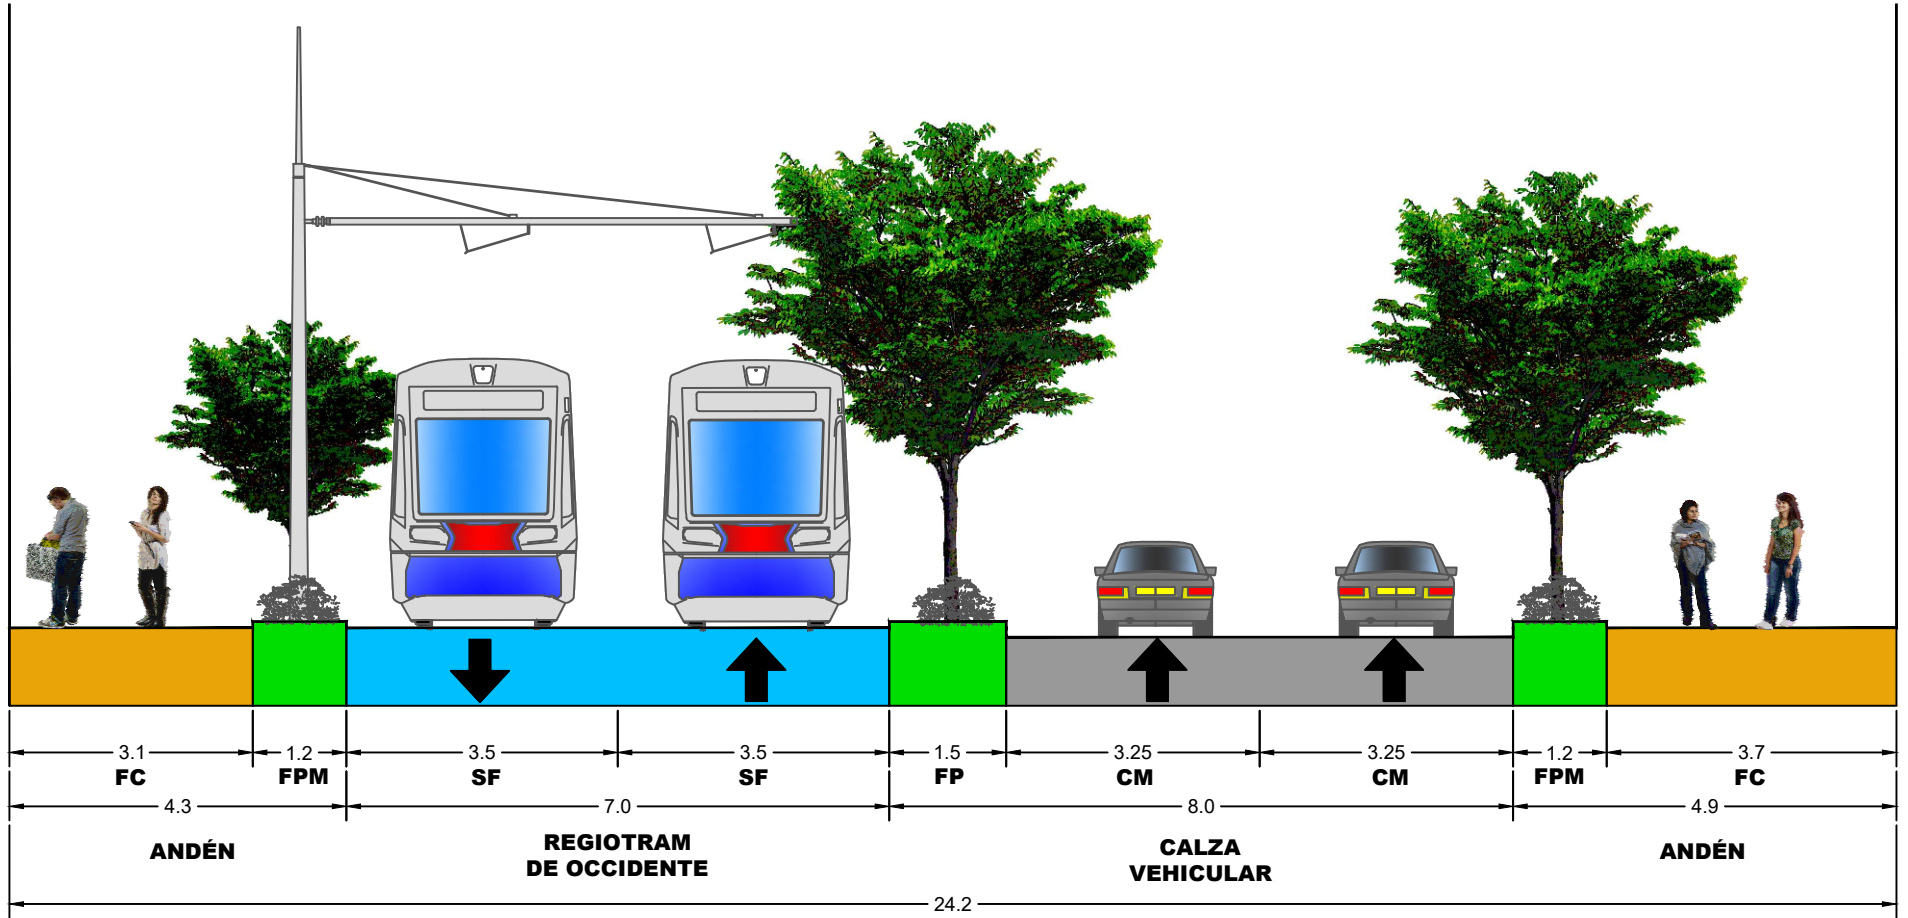 3.1 1.2 3.5 3.5 1.5 3.25 3.25 1.2 3.7
FC FPM SF SF FP CM CM FPM FC
4.3 7.0 8.0 4.9
ANDÉN
REGIOTRAM
DE OCCIDENTE
CALZA
VEHICULAR
ANDÉN
24.2